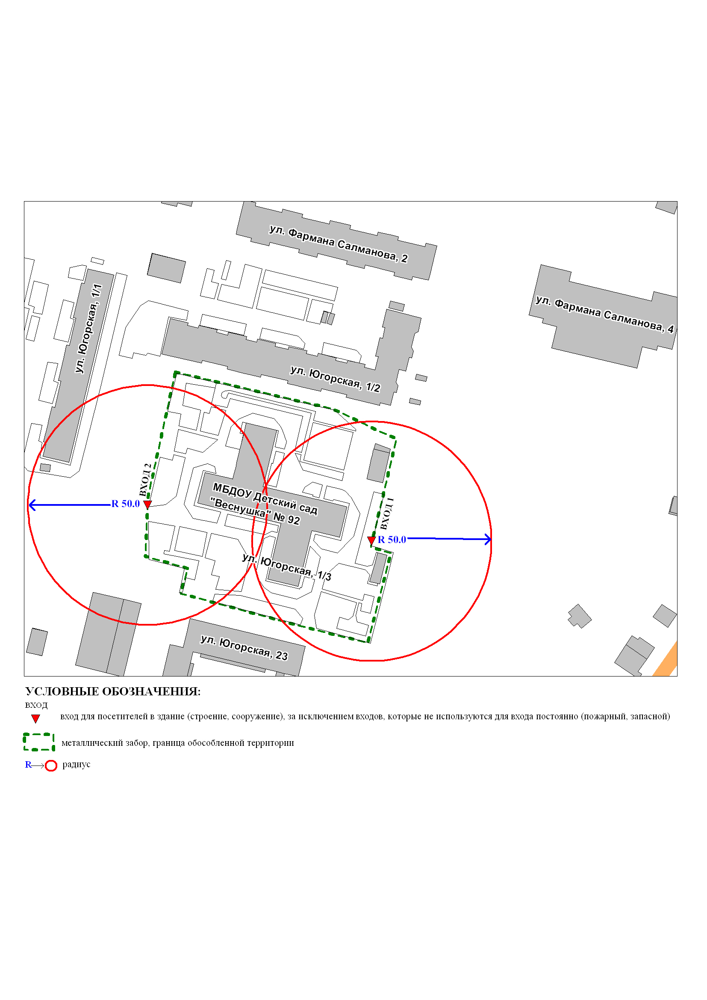 ул. Фармана Салманова, 2
ул. Югорская, 1/1
ул. Фармана Салманова, 4
ул. Югорская, 1/2
ВХОД 2
R 50.0
МБДОУ Детский сад
"Веснушка" № 92
ВХОД 1
R 50.0
ул. Югорская, 1/3
ул. Югорская, 23
УСЛОВНЫЕ ОБОЗНАЧЕНИЯ:
ВХОД
вход для посетителей в здание (строение, сооружение), за исключением входов, которые не используются для входа постоянно (пожарный, запасной)
металлический забор, граница обособленной территории
R радиус